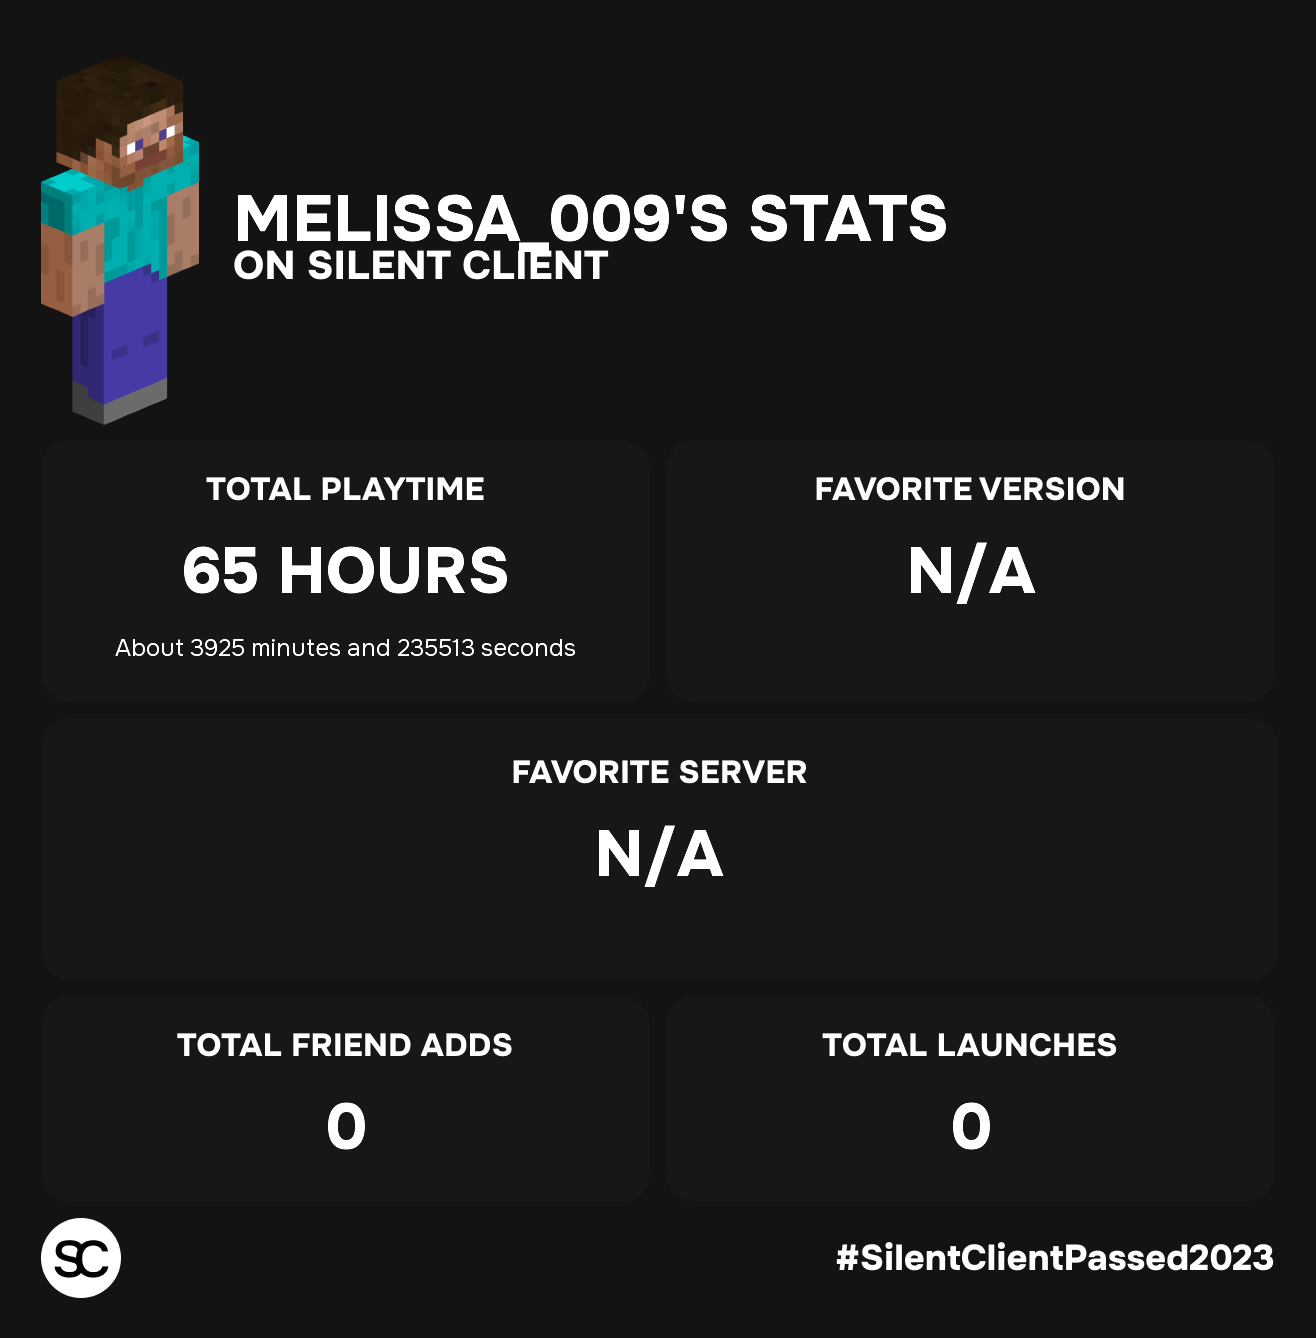 MELISSA_009'S STATS
ON SILENT CLIENT
TOTAL PLAYTIME
65 HOURS
About 3925 minutes and 235513 seconds
FAVORITE VERSION
N/A
FAVORITE SERVER
N/A
TOTAL FRIEND ADDS
0
TOTAL LAUNCHES
0
SC
#SilentClientPassed2023